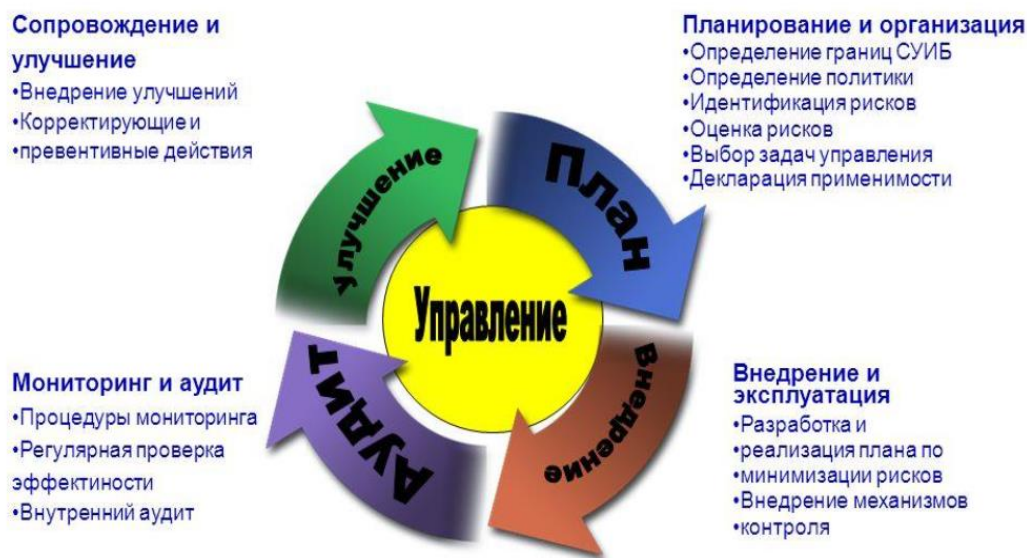 Сопровождение и
улучшение
•Внедрение улучшений
•Корректирующие и
•превентивные действия
Планирование и организация
•Определение границ СУИБ
•Определение политики
•Идентификация рисков
•Оценка рисков
•Выбор задач управления
•Декларация применимости
улучшение
План
Управление
Аудит
Внедрение
Мониторинг и аудит
•Процедуры мониторинга
•Регулярная проверка
эффектиности
•Внутренний аудит
Внедрение и
эксплуатация
•Разработка и
•реализация плана по
•минимизации рисков
•Внедрение механизмов
•контроля